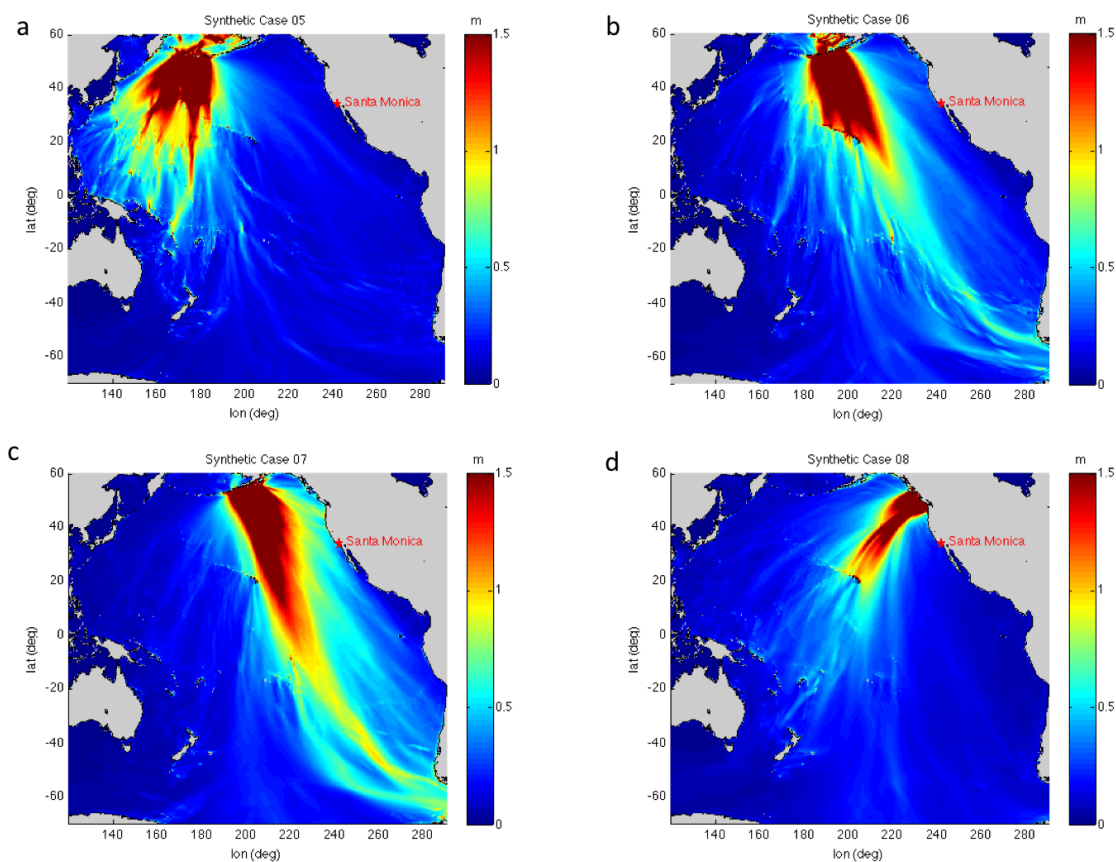 a
Synthetic Case 05
m
60
40
20
0
-20
-40
-60
lat (deg)
140 160 180 200 220 240 260 280
lon (deg)
Santa Monica
1.5
1
0.5
0
b
Synthetic Case 06
m
60
40
20
0
-20
-40
-60
lat (deg)
140 160 180 200 220 240 260 280
lon (deg)
Santa Monica
1.5
1
0.5
0
c
Synthetic Case 07
m
60
40
20
0
-20
-40
-60
lat (deg)
140 160 180 200 220 240 260 280
lon (deg)
Santa Monica
1.5
1
0.5
0
d
Synthetic Case 08
m
60
40
20
0
-20
-40
-60
lat (deg)
140 160 180 200 220 240 260 280
lon (deg)
Santa Monica
1.5
1
0.5
0